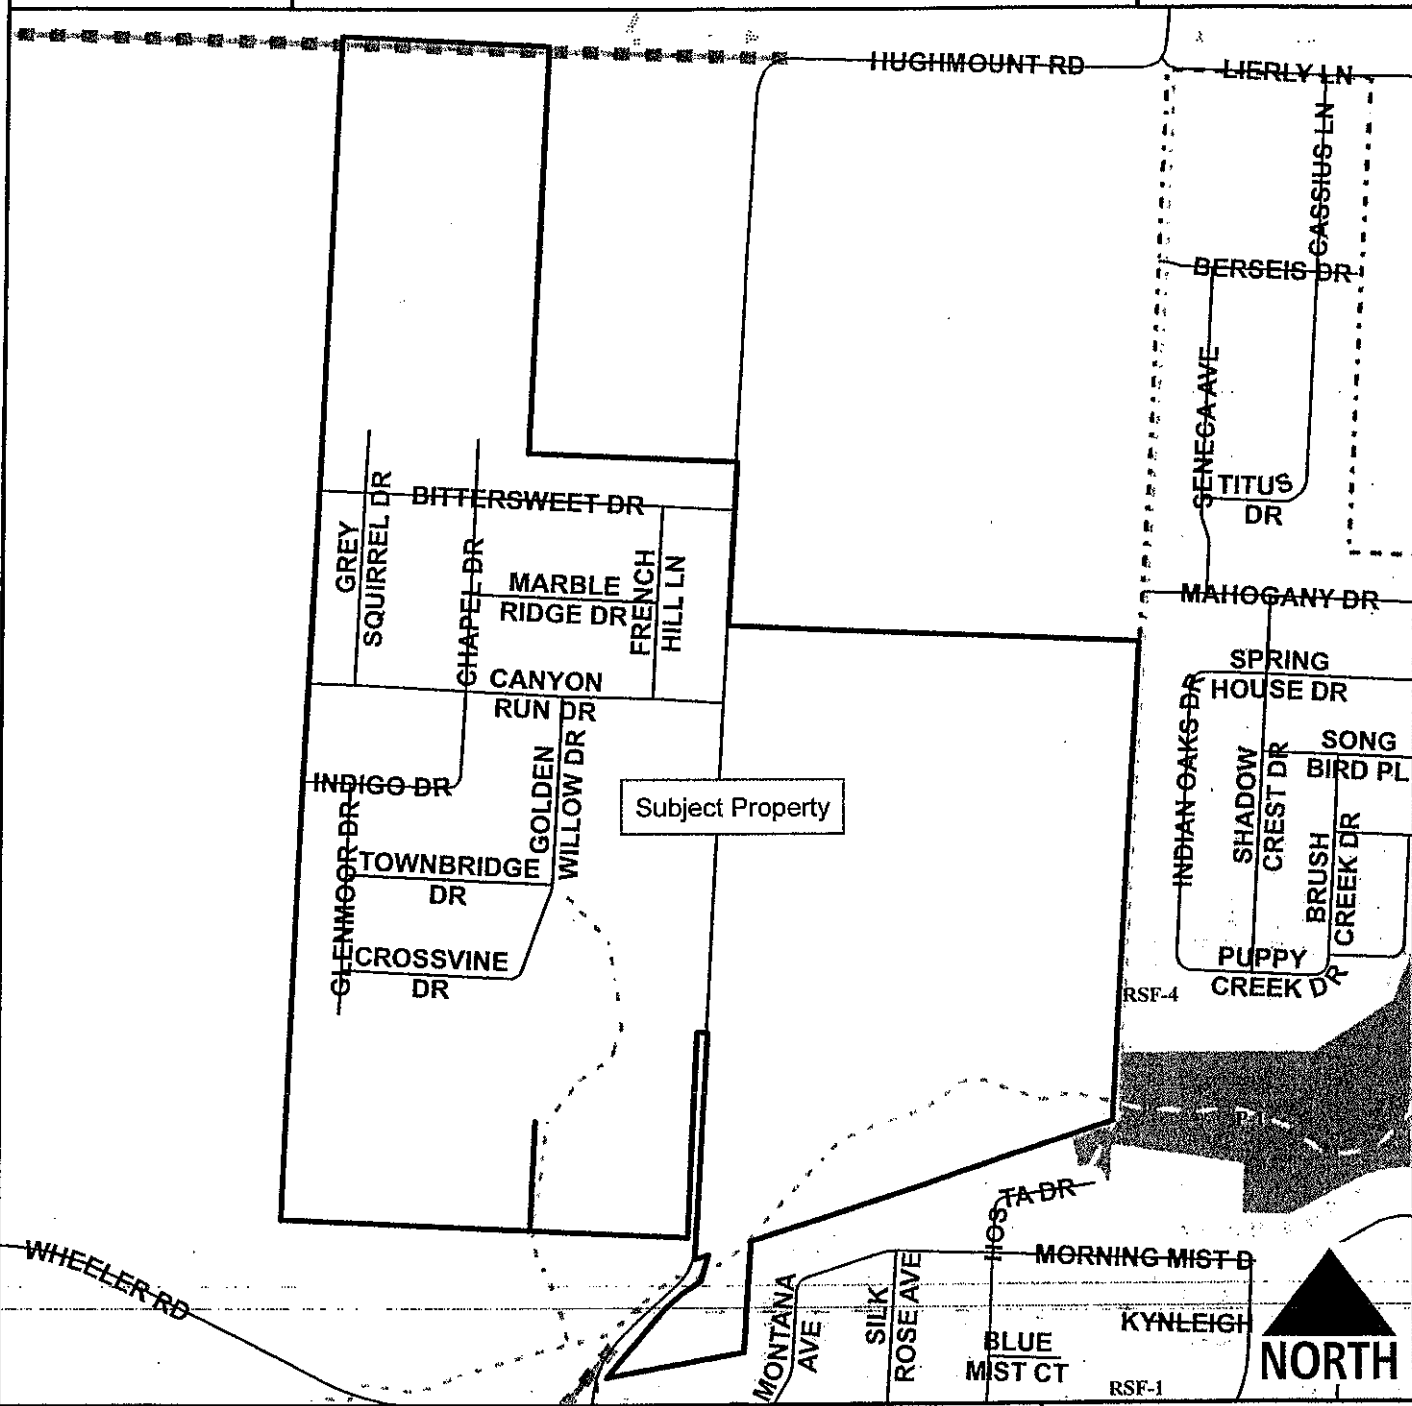 HUGHMOUNT RD
LIERLY LN
CASSIUS LN
BERSEIS DR
SENECA AVE
TITUS
DR
BITTERSWEET DR
GREY
SQUIRREL DR
CHAPEL DR
MARBLE
RIDGE DR
FRENCH
HILL LN
MAHOGANY DR
CANYON
RUN DR
SPRING
HOUSE DR
INDIAN OAKS DR
SHADOW
CREST DR
SONG
BIRD PL
INDIGO DR
GOLDEN
WILLOW DR
Subject Property
GLENMOOR DR
TOWNBRIDGE
DR
BRUSH
CREEK DR
CROSSVINE
DR
PUPPY
CREEK DR
RSF-4
P-1
HOSTA DR
WHEELER RD
MORNING MIST D
MONTANA
AVE
SILK
ROSE AVE
BLUE
MIST CT
KYNLEIGH
RSF-1
NORTH